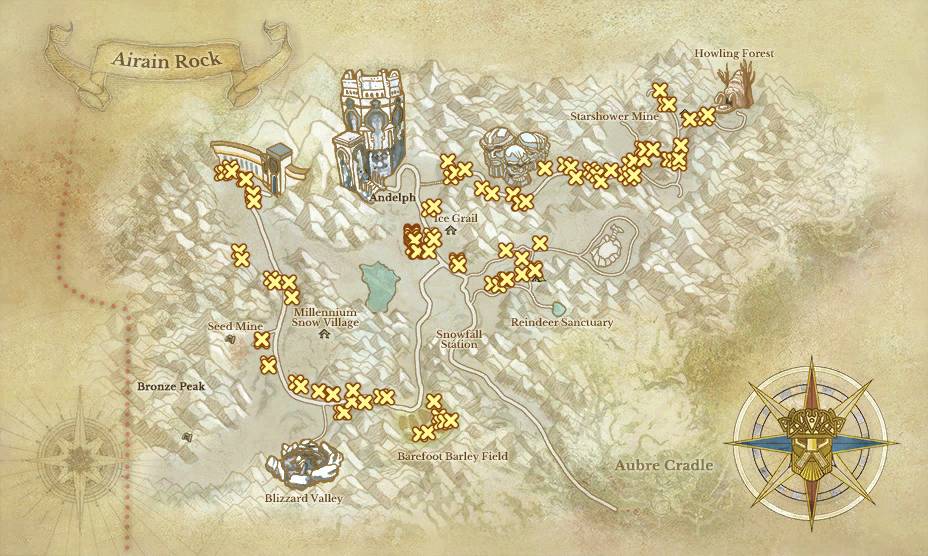 Airain Rock
Howling Forest
Starshower Mine
Andelph
Ice Grail
Millennium
Snow Village
Reindeer Sanctuary
Seed Mine
Snowfall
Station
Bronze Peak
Barefoot Barley Field
Aubre Cradle
Blizzard Valley